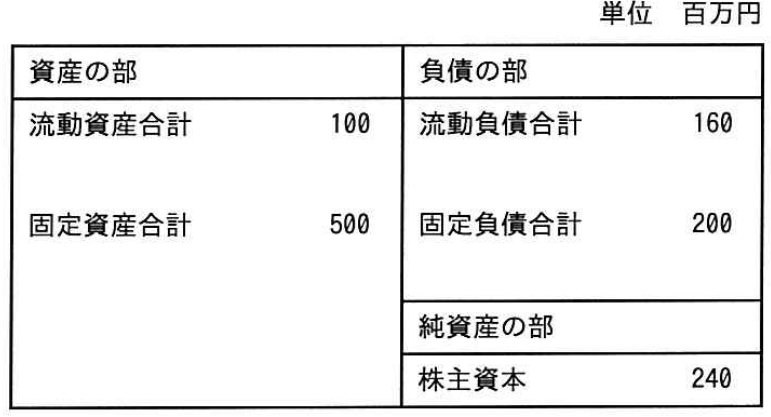 単位 百万円
資産の部 負債の部
流動資産合計 100 流動負債合計 160
固定資産合計 500 固定負債合計 200
純資産の部
株主資本 240